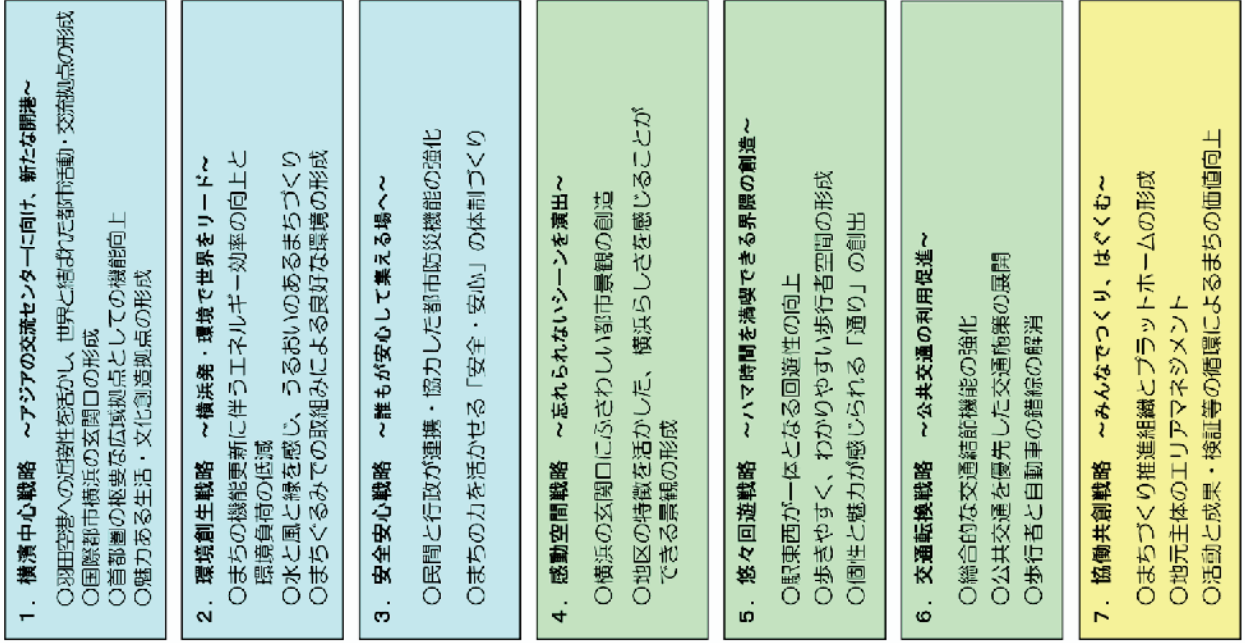 1．横濱中心戦略　～アジアの交流センターに向け、新たな開港～
○羽田空港への近接性を活かし、世界と結ばれた都市活動・交流拠点の形成
○国際都市横浜の玄関口の形成
○首都圏の枢要な広域拠点としての機能向上
○魅力ある生活・文化創造拠点の形成
2．環境創生戦略　～横浜発・環境で世界をリード～
○まちの機能更新に伴うエネルギー効率の向上と
環境負荷の低減
○水と風と緑を感じ、うるおいのあるまちづくり
○まちぐるみでの取組みによる良好な環境の形成
3．安全安心戦略　～誰もが安心して集える場へ～
○民間と行政が連携・協力した都市防災機能の強化
○まちの力を活かせる「安全・安心」の体制づくり
4．感動空間戦略　～忘れられないシーンを演出～
○横浜の玄関口にふさわしい都市景観の創造
○地区の特徴を活かした、横浜らしさを感じることが
できる景観の形成
5．悠々回遊戦略　～ハマ時間を満喫できる界隈の創造～
○駅東西が一体となる回遊性の向上
○歩きやすく、わかりやすい歩行者空間の形成
○個性と魅力が感じられる「通り」の創出
6．交通転換戦略　～公共交通の利用促進～
○総合的な交通結節機能の強化
○公共交通を優先した交通施策の展開
○歩行者と自動車の錯綜の解消
7．協働共創戦略　～みんなでつくり、はぐくむ～
○まちづくり推進組織とプラットホームの形成
○地元主体のエリアマネジメント
○活動と成果・検証等の循環によるまちの価値向上